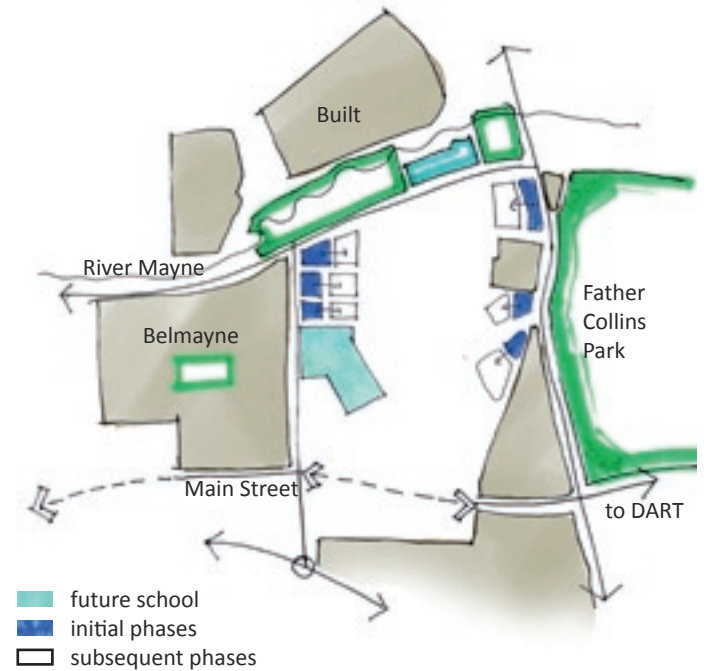 Built
River Mayne
Belmayne
Father
Collins
Park
Main Street
to DART
future school
initial phases
subsequent phases